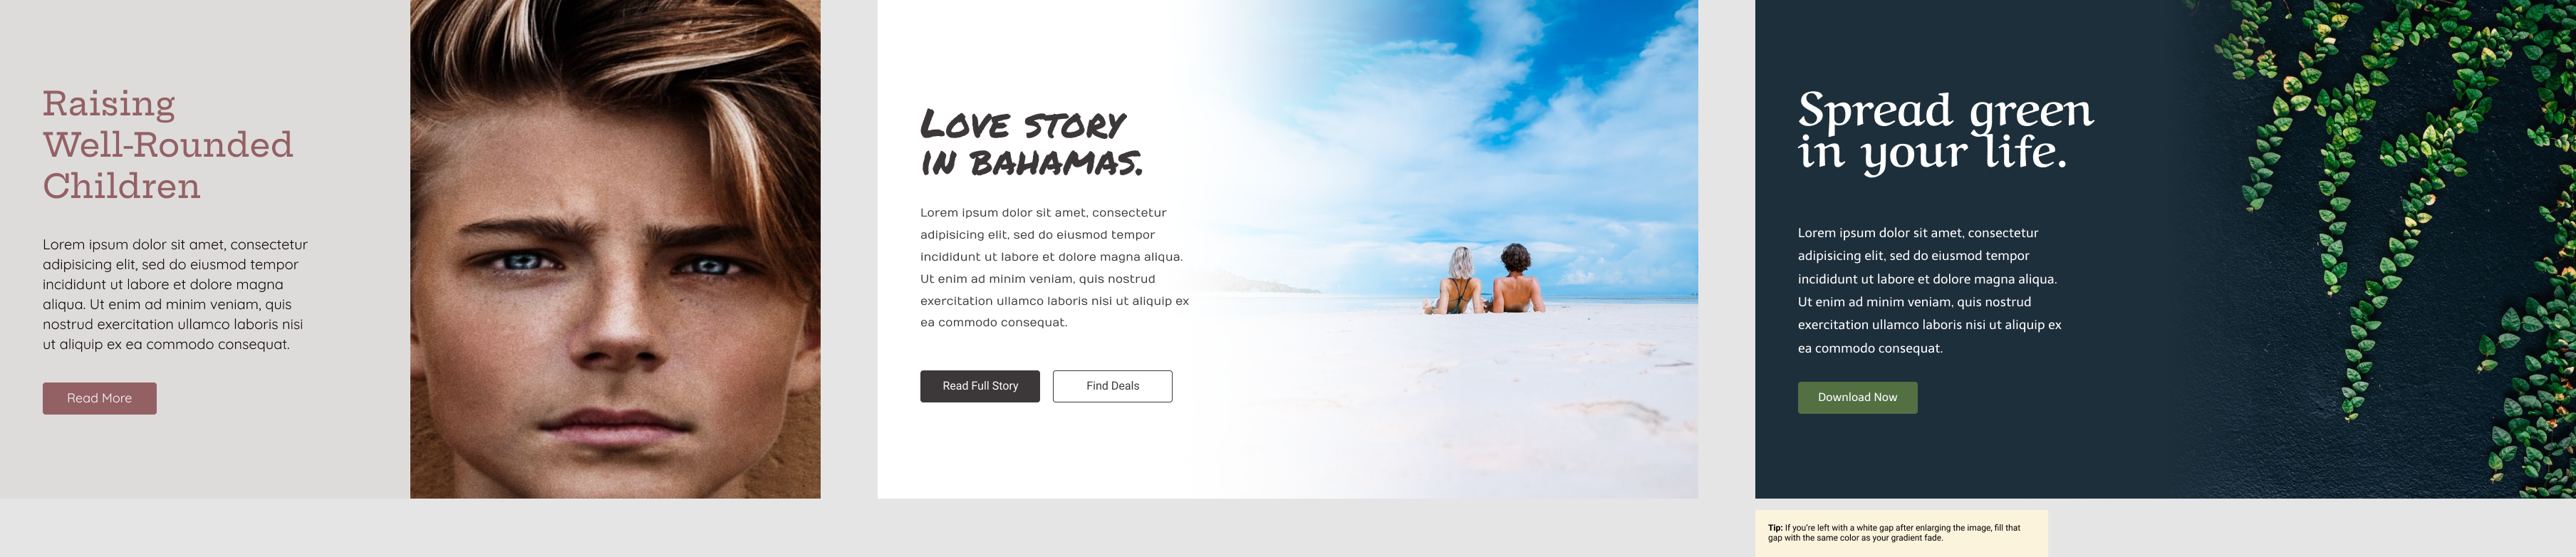 Raising
Well-Rounded
Children
Lorem ipsum dolor sit amet, consectetur
adipisicing elit, sed do eiusmod tempor
incididunt ut labore et dolore magna
aliqua. Ut enim ad minim veniam, quis
nostrud exercitation ullamco laboris nisi
ut aliquip ex ea commodo consequat.
Read More
Love story
in Bahamas.
Lorem ipsum dolor sit amet, consectetur
adipisicing elit, sed do eiusmod tempor
incididunt ut labore et dolore magna aliqua.
Ut enim ad minim veniam, quis nostrud
exercitation ullamco laboris nisi ut aliquip ex
ea commodo consequat.
Read Full Story
Find Deals
Spread green
in your life.
Lorem ipsum dolor sit amet, consectetur
adipisicing elit, sed do eiusmod tempor
incididunt ut labore et dolore magna aliqua.
Ut enim ad minim veniam, quis nostrud
exercitation ullamco laboris nisi ut aliquip ex
ea commodo consequat.
Download Now
Tip: If you're left with a white gap after enlarging the image, fill that
gap with the same color as your gradient fade.